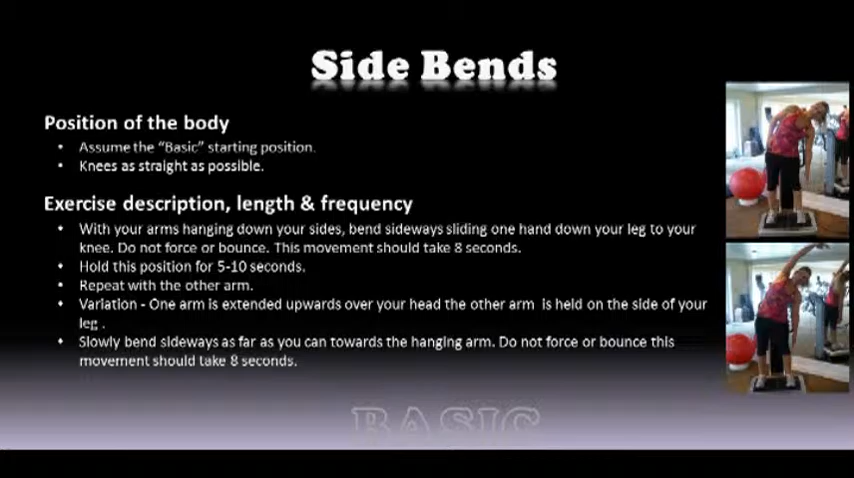 Side Bends
Position of the body
• Assume the “Basic” starting position.
• Knees as straight as possible.
Exercise description, length & frequency
• With your arms hanging down your sides, bend sideways sliding one hand down your leg to your
knee. Do not force or bounce. This movement should take 8 seconds.
• Hold this position for 5-10 seconds.
• Repeat with the other arm.
• Variation - One arm is extended upwards over your head the other arm  is held on the side of your
leg .
• Slowly bend sideways as far as you can towards the hanging arm. Do not force or bounce this
movement should take 8 seconds.
BASIC